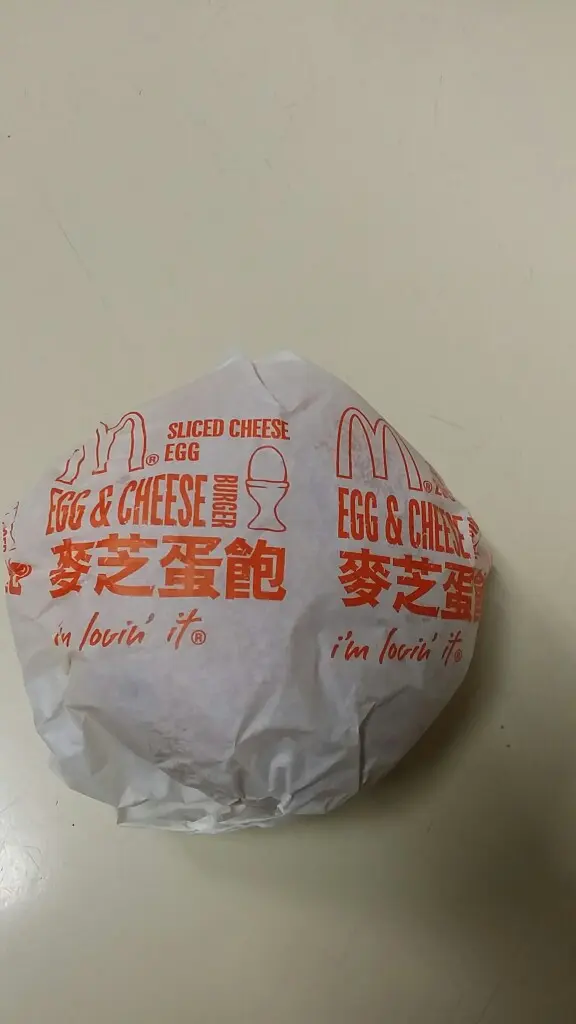 SLICED CHEESE
EGG
EGG & CHEESE
BURGER
麥芝蛋飽
i'm lovin' it®
EGG & CHEESE
麥芝蛋飽
i'm lovin' it®